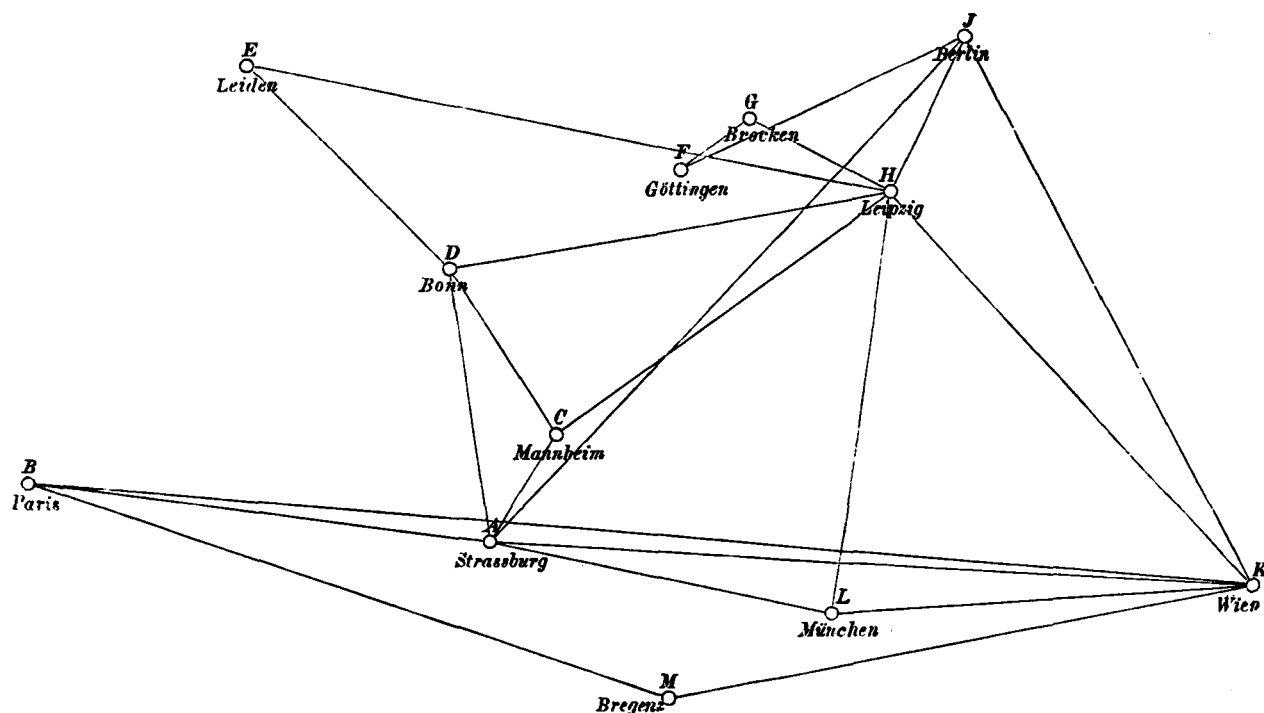 J
Berlin
E
Leiden
G
Brocken
F
Göttingen
H
Leipzig
D
Bonn
C
Mannheim
B
Paris
A
Strassburg
K
Wien
L
München
M
Bregenz